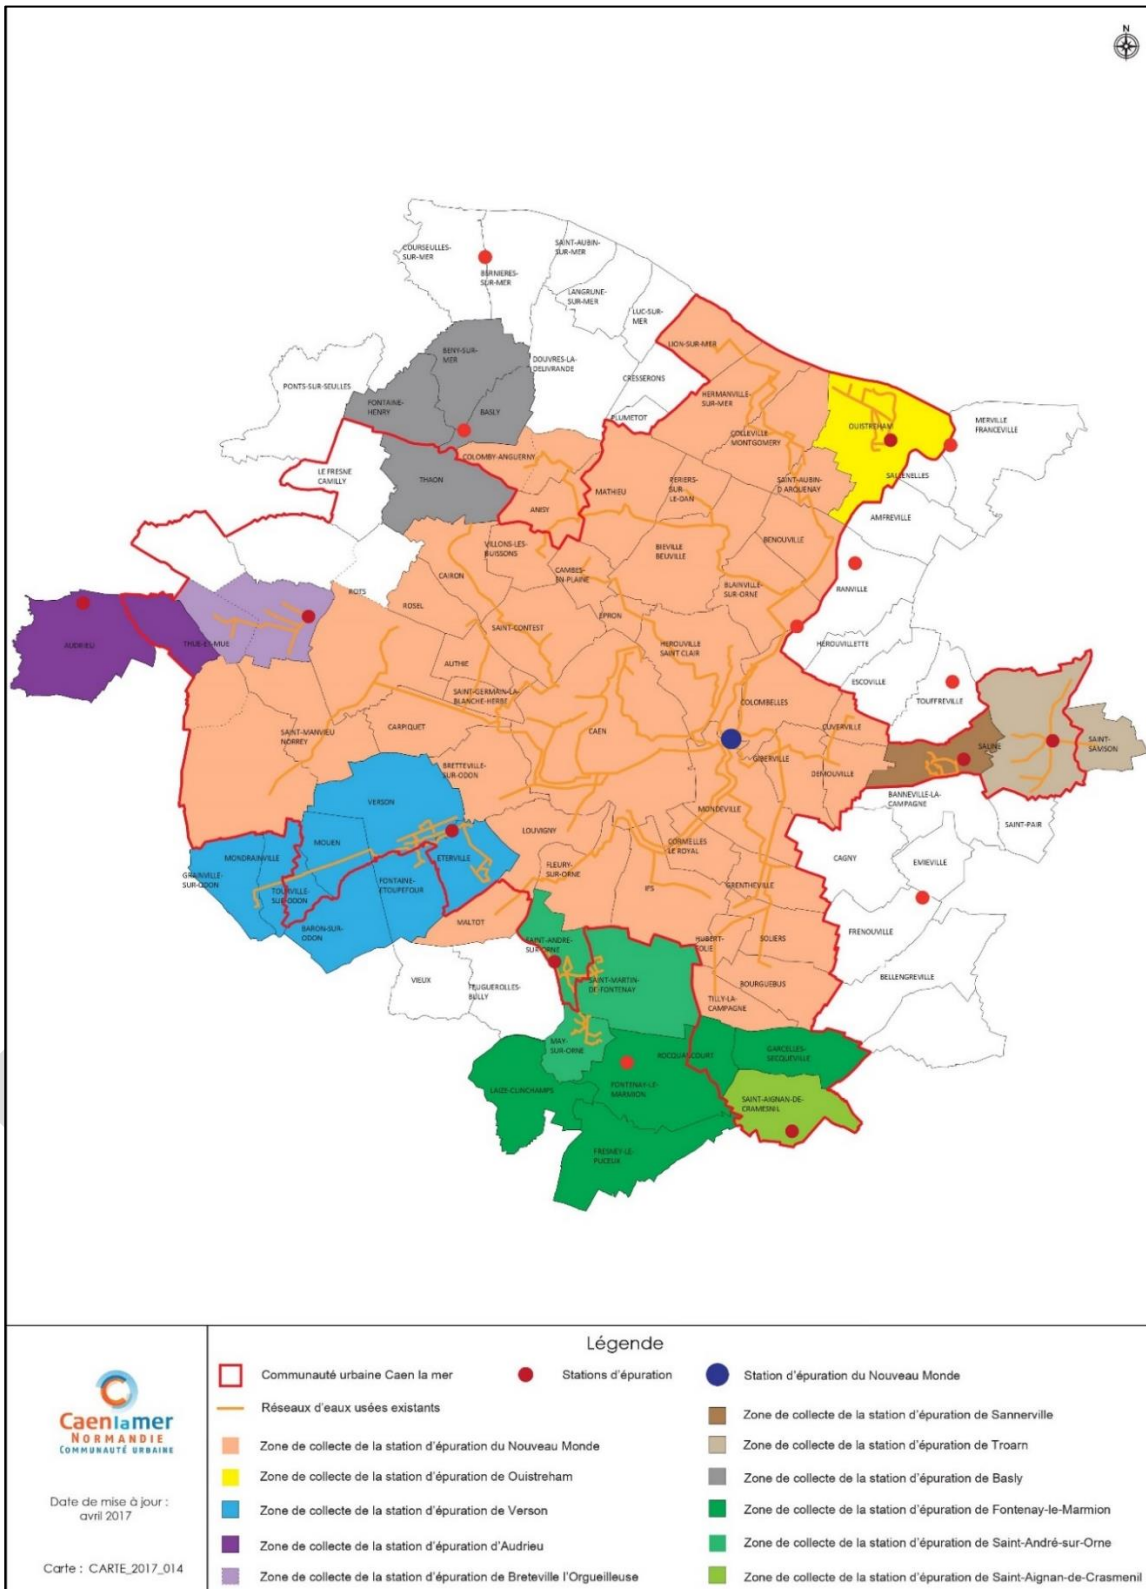 N
COURSEULLES-
SUR-MER
BERNIERES-
SUR-MER
SAINT-AUBIN-
SUR-MER
LANGRUNE-
SUR-MER
LUC-SUR-
MER
LION-SUR-MER
BENY-SUR-
MER
DOUVRES-LA-
DELIVRANDE
CRESSERONS
PLUMETOT
PONTS-SUR-SEULLES
FONTAINE-
HENRY
BASLY
HERMANVILLE-
SUR-MER
COLLEVILLE
MONTGOMERY
OUISTREHAM
MERVILLE
FRANCEVILLE
COLOMBY-ANGUERNY
LE FRESNE
CAMILLY
THAON
ANISY
MATHIEU
PERIERS-
SUR-
LE-DAN
SAINT-AUBIN-
D'ARQUENAY
SALLENELLES
AMFREVILLE
VILLONS-LES-
BUISSONS
BIEVILLE
BEUVILLE
BENOUVILLE
CAIRON
CAMBES-
EN-PLAINE
BLAINVILLE-
SUR-ORNE
RANVILLE
ROTS
ROSEL
EPRON
SAINT-CONTEST
HEROUVILLE
SAINT CLAIR
HEROUVILLETTE
AUDRIEU
THUE-ET-MUE
AUTHIE
ESCOVILLE
SAINT-GERMAIN-LA-
BLANCHE-HERBE
COLOMBELLES
TOUFFREVILLE
SAINT-MANVIEU
NORREY
CARPIQUET
CAEN
CUVERVILLE
SALINE
SAINT-
SAMSON
BRETTEVILLE-
SUR-ODON
GIBERVILLE
DEMOUVILLE
BANNEVILLE-LA-
CAMPAGNE
VERSON
MONDEVILLE
SAINT-PAIR
LOUVIGNY
MOUEN
ETERVILLE
CORMELLES
LE ROYAL
CAGNY
EMIEVILLE
MONDRAINVILLE
GRAINVILLE-
SUR-ODON
FLEURY-
SUR-ORNE
TOURVILLE-
SUR-ODON
FONTAINE-
ETOUPEFOUR
IFS
GRENTHEVILLE
BARON-SUR-
ODON
MALTOT
FRENOUVILLE
SAINT-ANDRE-
SUR-ORNE
HUBERT-
FOLIE
SOLIERS
VIEUX
FEUGUEROLLES-
BULLY
SAINT-MARTIN-
DE-FONTENAY
BOURGUEBUS
BELLENGREVILLE
TILLY-LA-
CAMPAGNE
MAY-
SUR-ORNE
ROCQUANCOURT
GARCELLES-
SECQUEVILLE
LAIZE-CLINCHAMPS
FONTENAY-LE-
MARMION
SAINT-AIGNAN-DE-
CRAMESNIL
FRESNEY-LE-
PUCEUX
Légende
Communauté urbaine Caen la mer
Stations d'épuration
Station d'épuration du Nouveau Monde
Réseaux d'eaux usées existants
Zone de collecte de la station d'épuration du Nouveau Monde
Zone de collecte de la station d'épuration de Ouistreham
Zone de collecte de la station d'épuration de Verson
Zone de collecte de la station d'épuration d'Audrieu
Zone de collecte de la station d'épuration de Breteville l'Orgueilleuse
Zone de collecte de la station d'épuration de Sannerville
Zone de collecte de la station d'épuration de Troarn
Zone de collecte de la station d'épuration de Basly
Zone de collecte de la station d'épuration de Fontenay-le-Marmion
Zone de collecte de la station d'épuration de Saint-André-sur-Orne
Zone de collecte de la station d'épuration de Saint-Aignan-de-Crasmenil
Caenlamer
NORMANDIE
COMMUNAUTÉ URBAINE
Date de mise à jour :
avril 2017
Carte : CARTE_2017_014